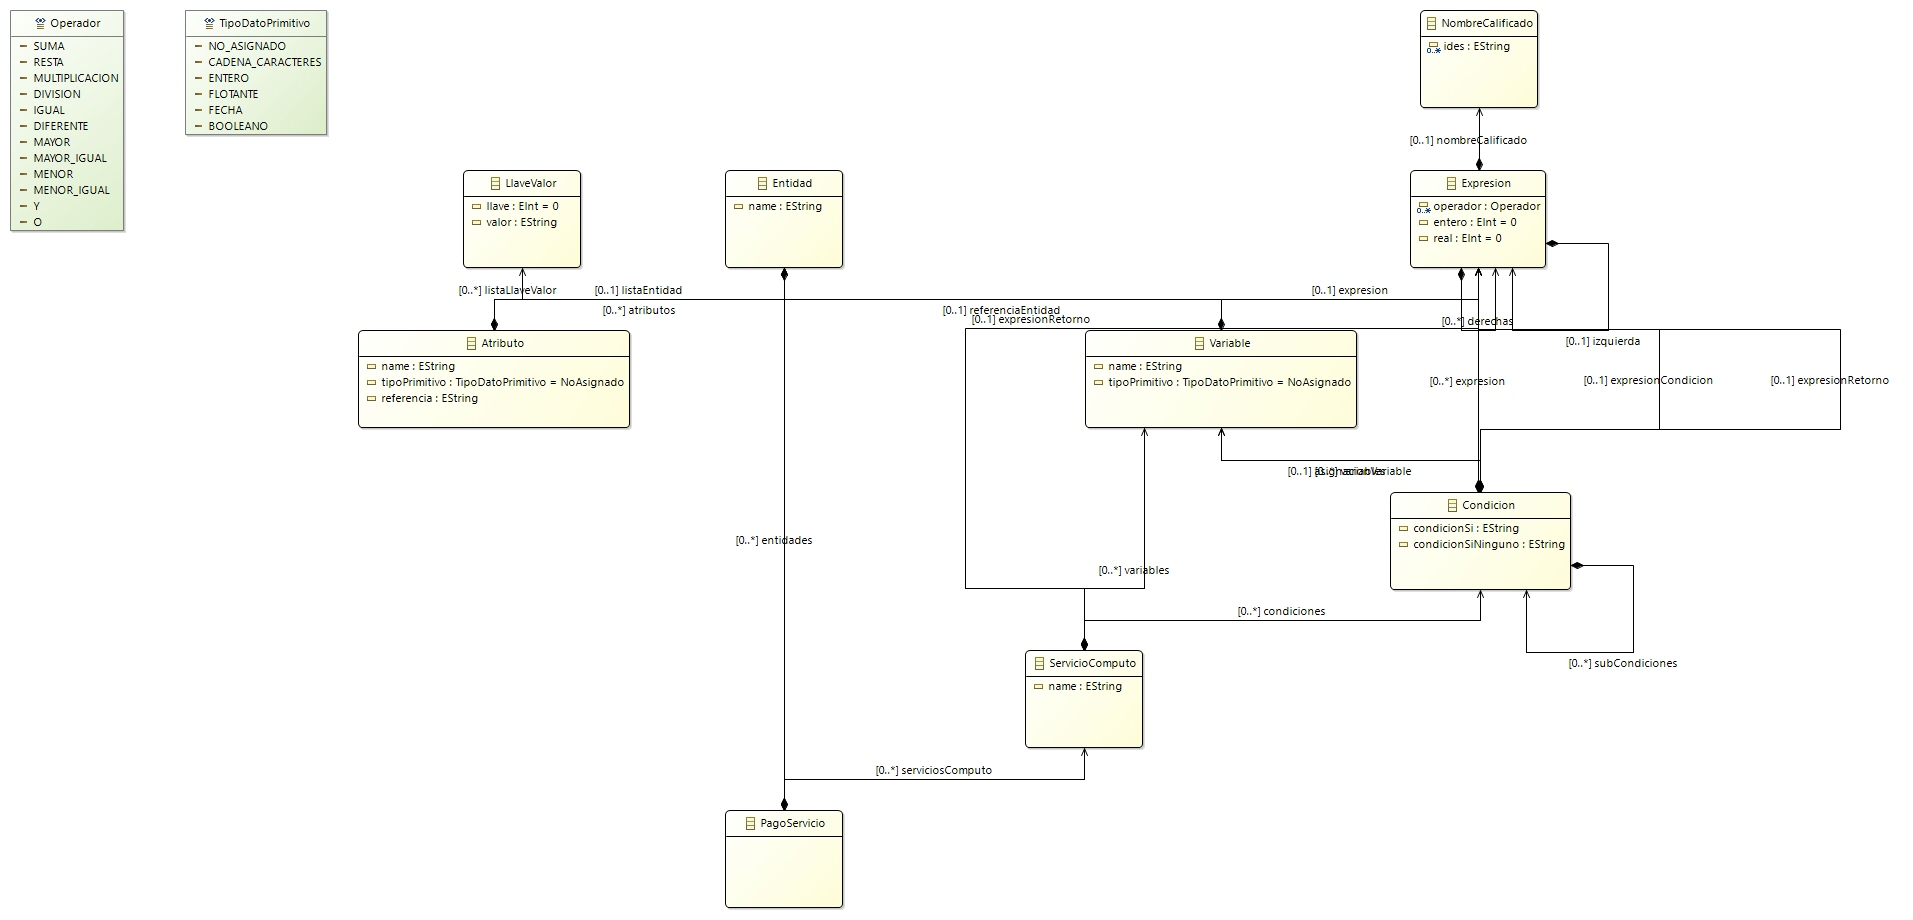 Operador
SUMA
RESTA
MULTIPLICACION
DIVISION
IGUAL
DIFERENTE
MAYOR
MAYOR_IGUAL
MENOR
MENOR_IGUAL
Y
O
TipoDatoPrimitivo
NO_ASIGNADO
CADENA_CARACTERES
ENTERO
FLOTANTE
FECHA
BOOLEANO
NombreCalificado
0..*
ides : EString
[0..1] nombreCalificado
LlaveValor
llave : EInt = 0
valor : EString
Entidad
name : EString
Expresion
0..*
operador : Operador
entero : EInt = 0
real : EInt = 0
[0..*] listaLlaveValor
[0..1] listaEntidad
[0..1] expresion
[0..*] atributos
[0..1] referenciaEntidad
[0..1] expresionRetorno
[0..*] derechas
[0..1] izquierda
Atributo
name : EString
tipoPrimitivo : TipoDatoPrimitivo = NoAsignado
referencia : EString
Variable
name : EString
tipoPrimitivo : TipoDatoPrimitivo = NoAsignado
[0..*] expresion
[0..1] expresionCondicion
[0..1] expresionRetorno
[0..1]
Condicion
condicionSi : EString
condicionSiNinguno : EString
[0..*] entidades
[0..*] variables
[0..*] condiciones
[0..*] subCondiciones
ServicioComputo
name : EString
[0..*] serviciosComputo
PagoServicio